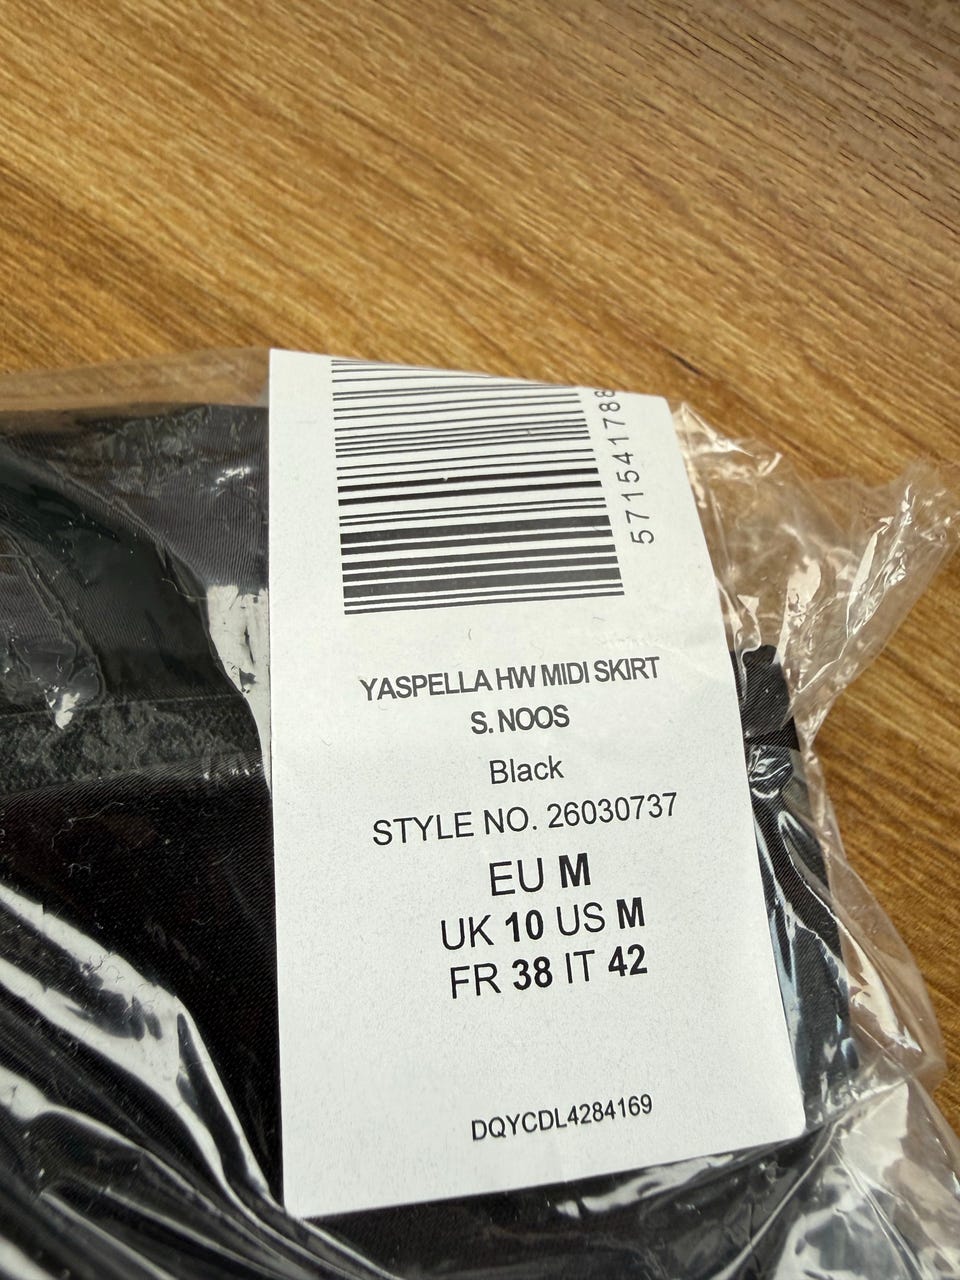 571541788
YASPELLA HW MIDI SKIRT
S. NOOS
Black
STYLE NO. 26030737
EU M
UK 10 US M
FR 38 IT 42
DQYCDL4284169